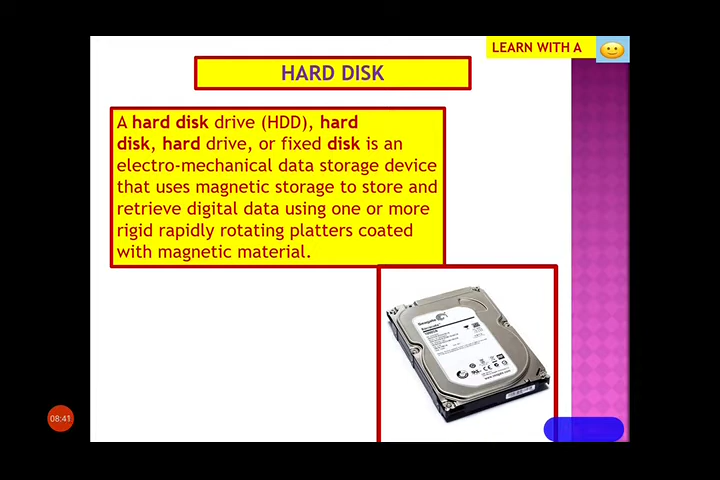 LEARN WITH A
HARD DISK
A hard disk drive (HDD), hard
disk, hard drive, or fixed disk is an
electro-mechanical data storage device
that uses magnetic storage to store and
retrieve digital data using one or more
rigid rapidly rotating platters coated
with magnetic material.
Seagate
Barracuda
08:41